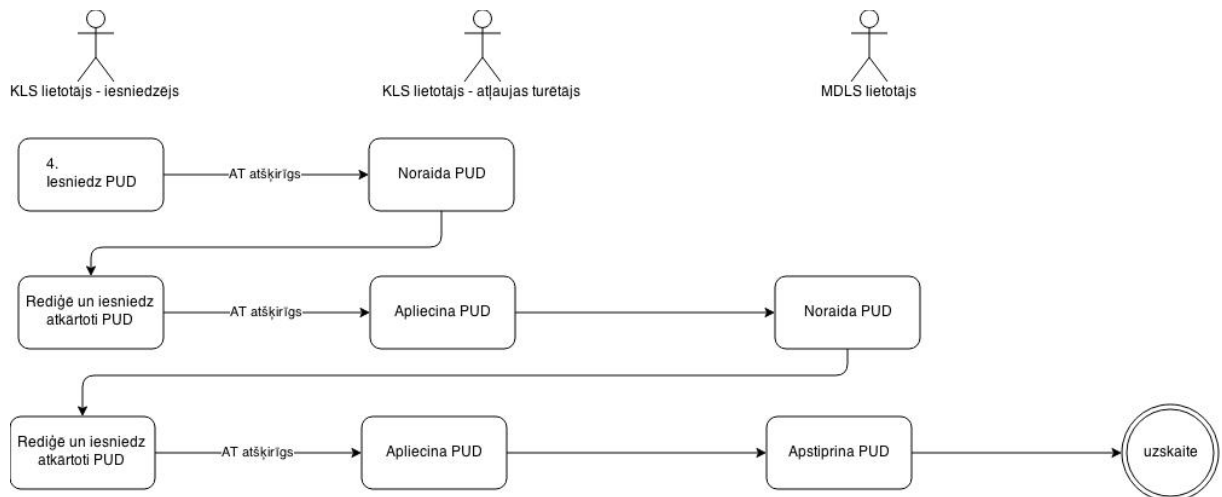 KLS lietotājs - iesniedzējs
KLS lietotājs - atļaujas turētājs
MDLS lietotājs
4.
Iesniedz PUD
AT atšķirīgs
Noraida PUD
Rediģē un iesniedz
atkārtoti PUD
AT atšķirīgs
Apliecina PUD
Noraida PUD
Rediģē un iesniedz
atkārtoti PUD
AT atšķirīgs
Apliecina PUD
Apstiprina PUD
uzskaite